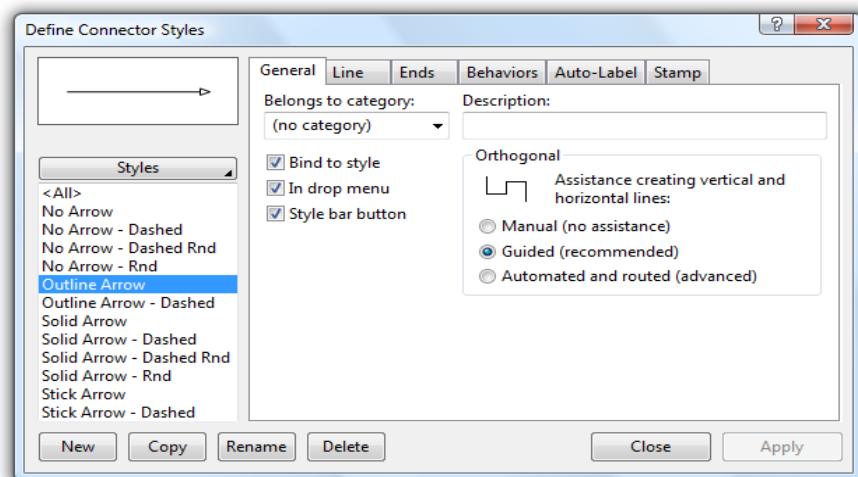 Define Connector Styles
?
General
Line
Ends
Behaviors
Auto-Label
Stamp
Belongs to category:
(no category)
Description:
Bind to style
In drop menu
Style bar button
Orthogonal
Assistance creating vertical and
horizontal lines:
Manual (no assistance)
Guided (recommended)
Automated and routed (advanced)
Styles
<All>
No Arrow
No Arrow - Dashed
No Arrow - Dashed Rnd
No Arrow - Rnd
Outline Arrow
Outline Arrow - Dashed
Solid Arrow
Solid Arrow - Dashed
Solid Arrow - Dashed Rnd
Solid Arrow - Rnd
Stick Arrow
Stick Arrow - Dashed
New
Copy
Rename
Delete
Close
Apply